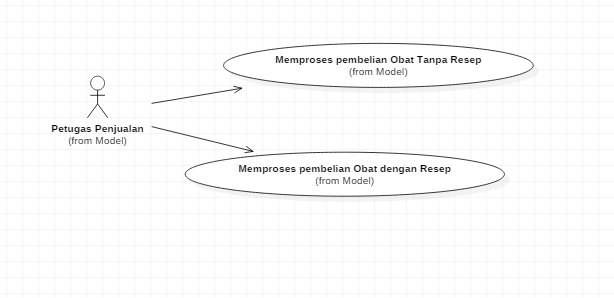 Memproses pembelian Obat Tanpa Resep
(from Model)
Petugas Penjualan
(from Model)
Memproses pembelian Obat dengan Resep
(from Model)